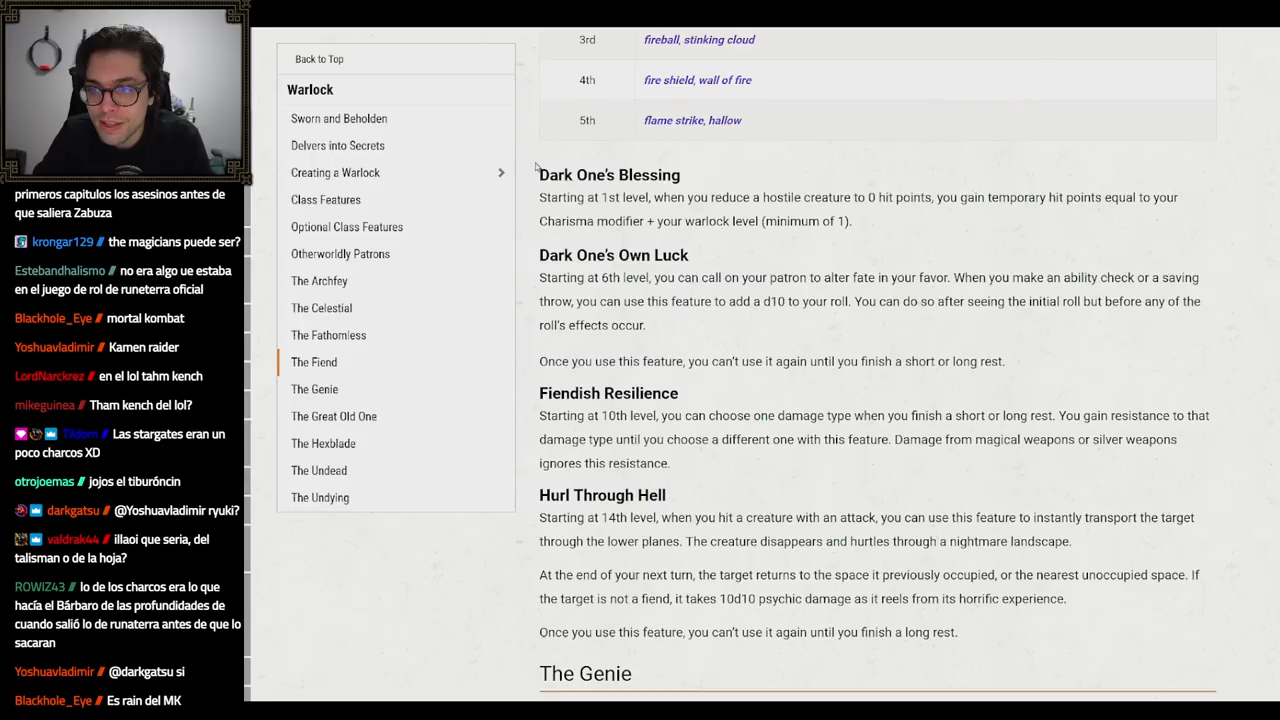 primeros capitulos los asesinos antes de
que saliera Zabuza
krongar129 // the magicians puede ser?
Estebandhalismo // no era algo ue estaba
en el juego de rol de runeterra oficial
Blackhole_Eye // mortal kombat
Yoshuavladimir // Kamen raider
LordNarckrez // en el lol tahm kench
mikeguinea // Tham kench del lol?
Tildem // Las stargates eran un
poco charcos XD
otrojoemas // jojos el tiburóncin
darkgatsu // @Yoshuavladimir ryuki?
valdrak44 // illaoi que seria, del
talisman o de la hoja?
ROWIZ43 // lo de los charcos era lo que
hacía el Bárbaro de las profundidades de
cuando salió lo de runaterra antes de que lo
sacaran
Yoshuavladimir // @darkgatsu si
Blackhole_Eye // Es rain del MK
Back to Top
Warlock
Sworn and Beholden
Delvers into Secrets
Creating a Warlock
Class Features
Optional Class Features
Otherworldly Patrons
The Archfey
The Celestial
The Fathomless
The Fiend
The Genie
The Great Old One
The Hexblade
The Undead
The Undying
3rd fireball, stinking cloud
4th fire shield, wall of fire
5th flame strike, hallow
Dark One's Blessing
Starting at 1st level, when you reduce a hostile creature to 0 hit points, you gain temporary hit points equal to your
Charisma modifier + your warlock level (minimum of 1).
Dark One's Own Luck
Starting at 6th level, you can call on your patron to alter fate in your favor. When you make an ability check or a saving
throw, you can use this feature to add a d10 to your roll. You can do so after seeing the initial roll but before any of the
roll's effects occur.
Once you use this feature, you can't use it again until you finish a short or long rest.
Fiendish Resilience
Starting at 10th level, you can choose one damage type when you finish a short or long rest. You gain resistance to that
damage type until you choose a different one with this feature. Damage from magical weapons or silver weapons
ignores this resistance.
Hurl Through Hell
Starting at 14th level, when you hit a creature with an attack, you can use this feature to instantly transport the target
through the lower planes. The creature disappears and hurtles through a nightmare landscape.
At the end of your next turn, the target returns to the space it previously occupied, or the nearest unoccupied space. If
the target is not a fiend, it takes 10d10 psychic damage as it reels from its horrific experience.
Once you use this feature, you can't use it again until you finish a long rest.
The Genie